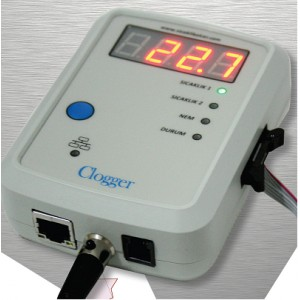 22.7
SICAKLIK 1
SICAKLIK 2
NEM
DURUM
Clogger